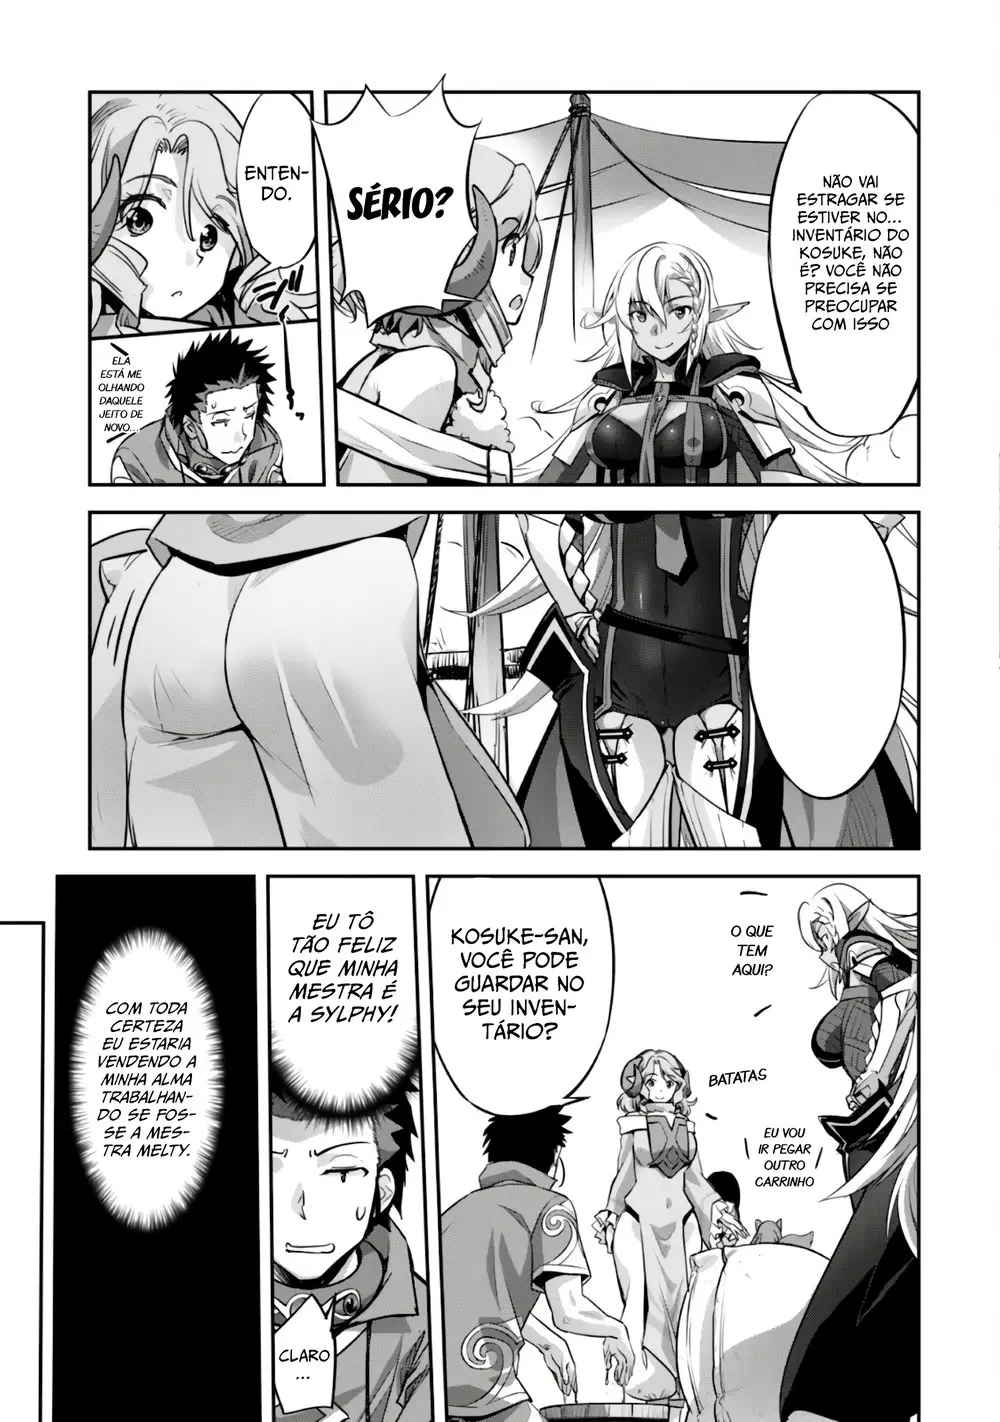 NÃO VAI
ESTRAGAR SE
ESTIVER NO...
INVENTÁRIO DO
KOSUKE, NÃO
É? VOCÊ NÃO
PRECISA SE
PREOCUPAR
COM ISSO
SÉRIO?
ENTEN-
DO.
ELA
ESTÁ ME
OLHANDO
DAQUELE
JEITO DE
NOVO...
O QUE
TEM
AQUI?
BATATAS
EU VOU
IR PEGAR
OUTRO
CARRINHO
KOSUKE-SAN,
VOCÊ PODE
GUARDAR NO
SEU INVEN-
TÁRIO?
EU TÔ
TÃO FELIZ
QUE MINHA
MESTRA É
A SYLPHY!
CLARO
...
COM TODA
CERTEZA
EU ESTARIA
VENDENDO A
MINHA ALMA
TRABALHAN-
DO SE FOS-
SE A MES-
TRA MELTY.